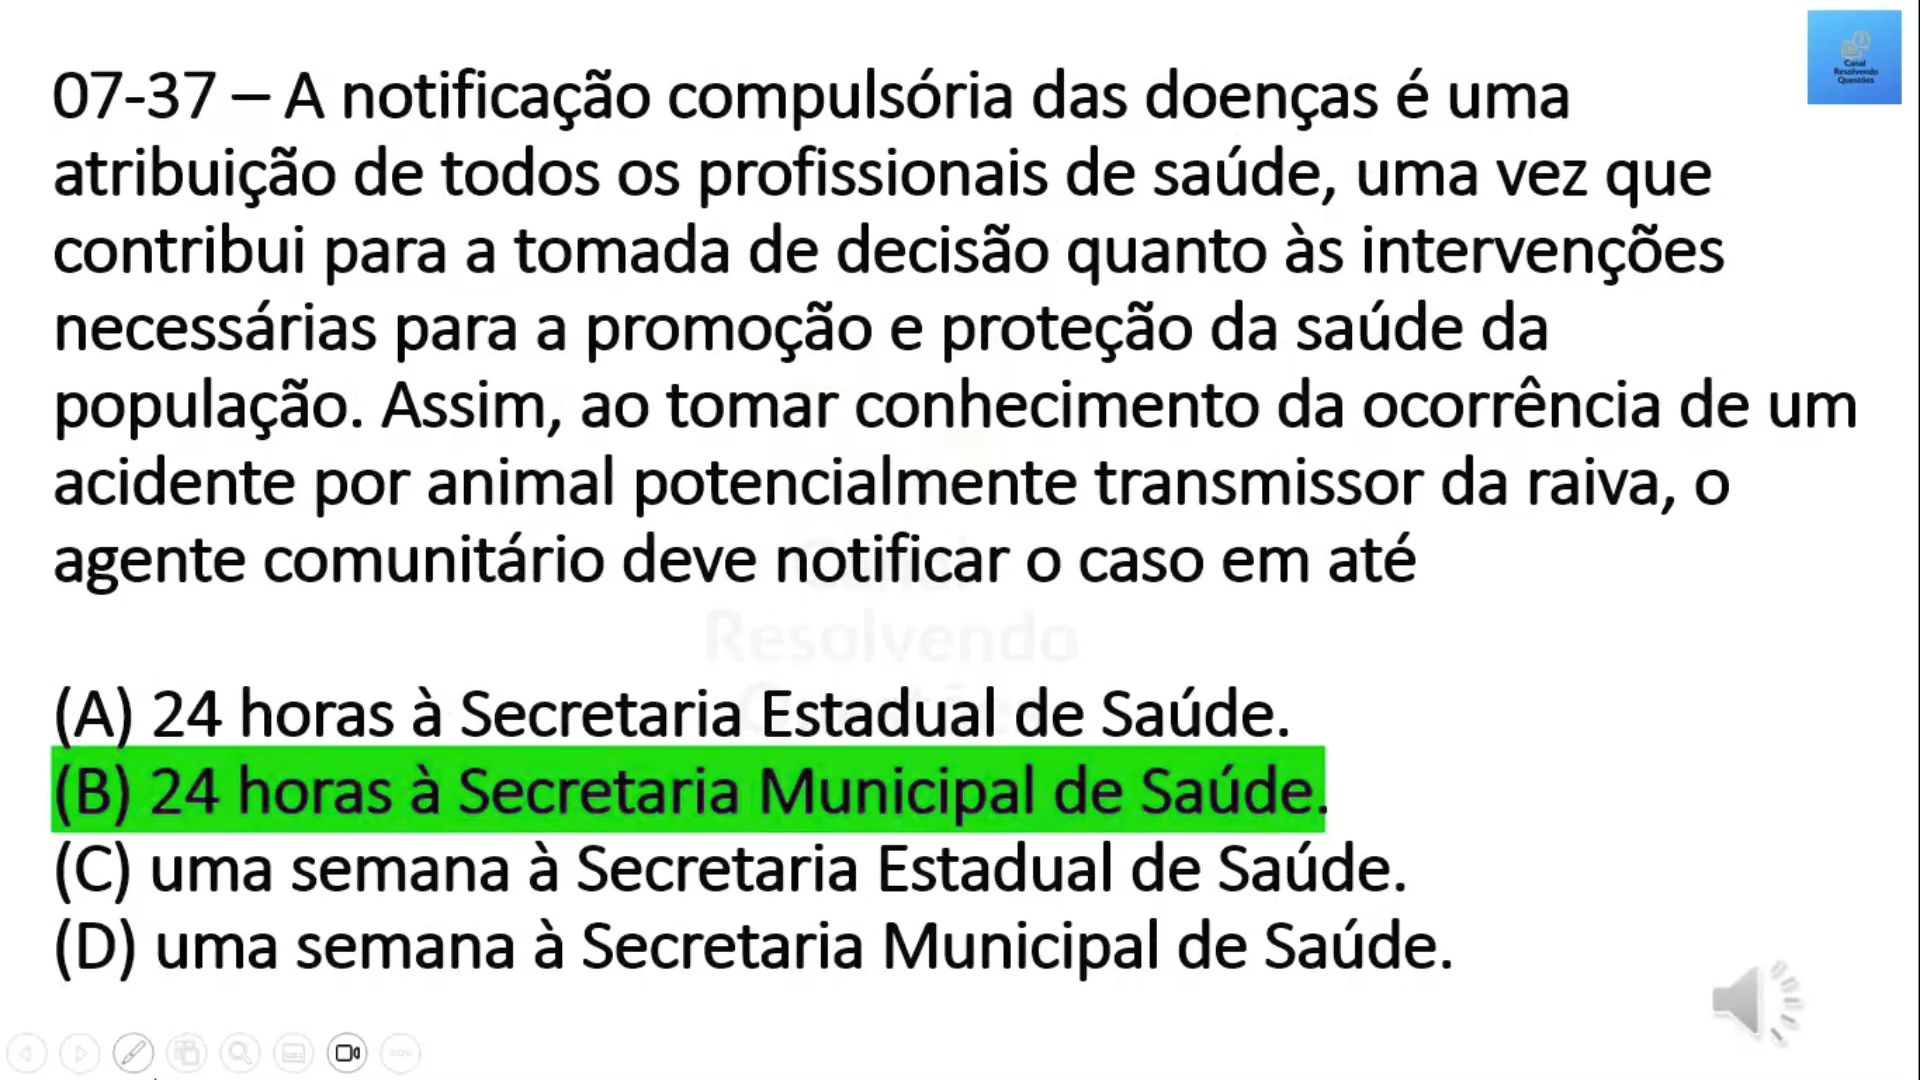 07-37 – A notificação compulsória das doenças é uma
atribuição de todos os profissionais de saúde, uma vez que
contribui para a tomada de decisão quanto às intervenções
necessárias para a promoção e proteção da saúde da
população. Assim, ao tomar conhecimento da ocorrência de um
acidente por animal potencialmente transmissor da raiva, o
agente comunitário deve notificar o caso em até
Resolvendo
(A) 24 horas à Secretaria Estadual de Saúde.
(B) 24 horas à Secretaria Municipal de Saúde.
(C) uma semana à Secretaria Estadual de Saúde.
(D) uma semana à Secretaria Municipal de Saúde.
Canal
Resolvendo
Questões